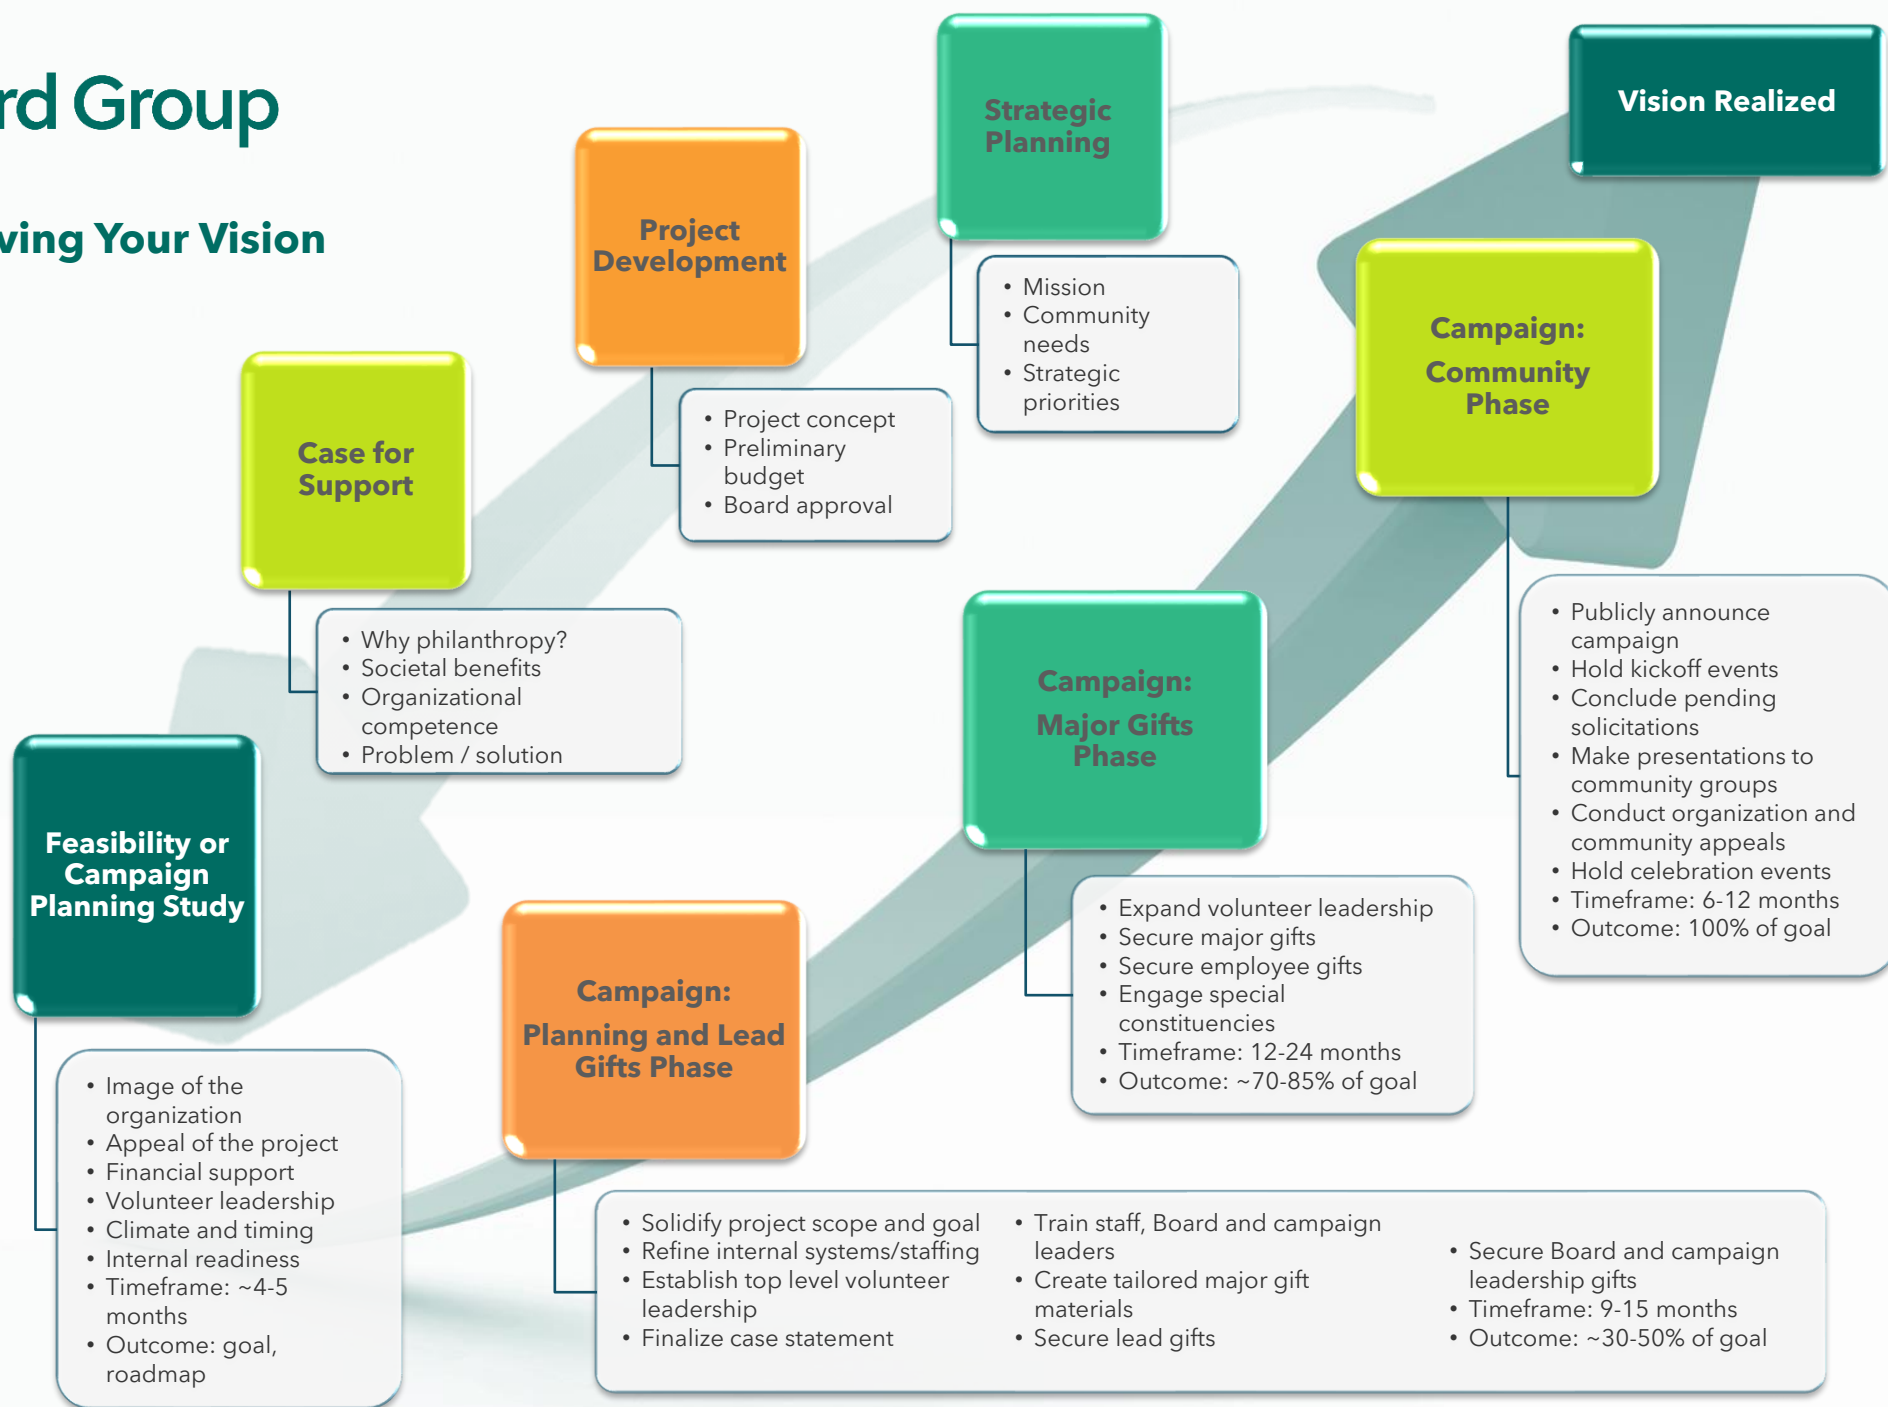 rd Group
ving Your Vision
Strategic
Planning
• Mission
• Community
needs
• Strategic
priorities
Project
Development
• Project concept
• Preliminary
budget
• Board approval
Case for
Support
• Why philanthropy?
• Societal benefits
• Organizational
competence
• Problem / solution
Feasibility or
Campaign
Planning Study
• Image of the
organization
• Appeal of the project
• Financial support
• Volunteer leadership
• Climate and timing
• Internal readiness
• Timeframe: ~4-5
months
• Outcome: goal,
roadmap
Campaign:
Planning and Lead
Gifts Phase
• Solidify project scope and goal
• Refine internal systems/staffing
• Establish top level volunteer
leadership
• Finalize case statement
• Train staff, Board and campaign
leaders
• Create tailored major gift
materials
• Secure lead gifts
• Secure Board and campaign
leadership gifts
• Timeframe: 9-15 months
• Outcome: ~30-50% of goal
Campaign:
Major Gifts
Phase
• Expand volunteer leadership
• Secure major gifts
• Secure employee gifts
• Engage special
constituencies
• Timeframe: 12-24 months
• Outcome: ~70-85% of goal
Campaign:
Community
Phase
• Publicly announce
campaign
• Hold kickoff events
• Conclude pending
solicitations
• Make presentations to
community groups
• Conduct organization and
community appeals
• Hold celebration events
• Timeframe: 6-12 months
• Outcome: 100% of goal
Vision Realized